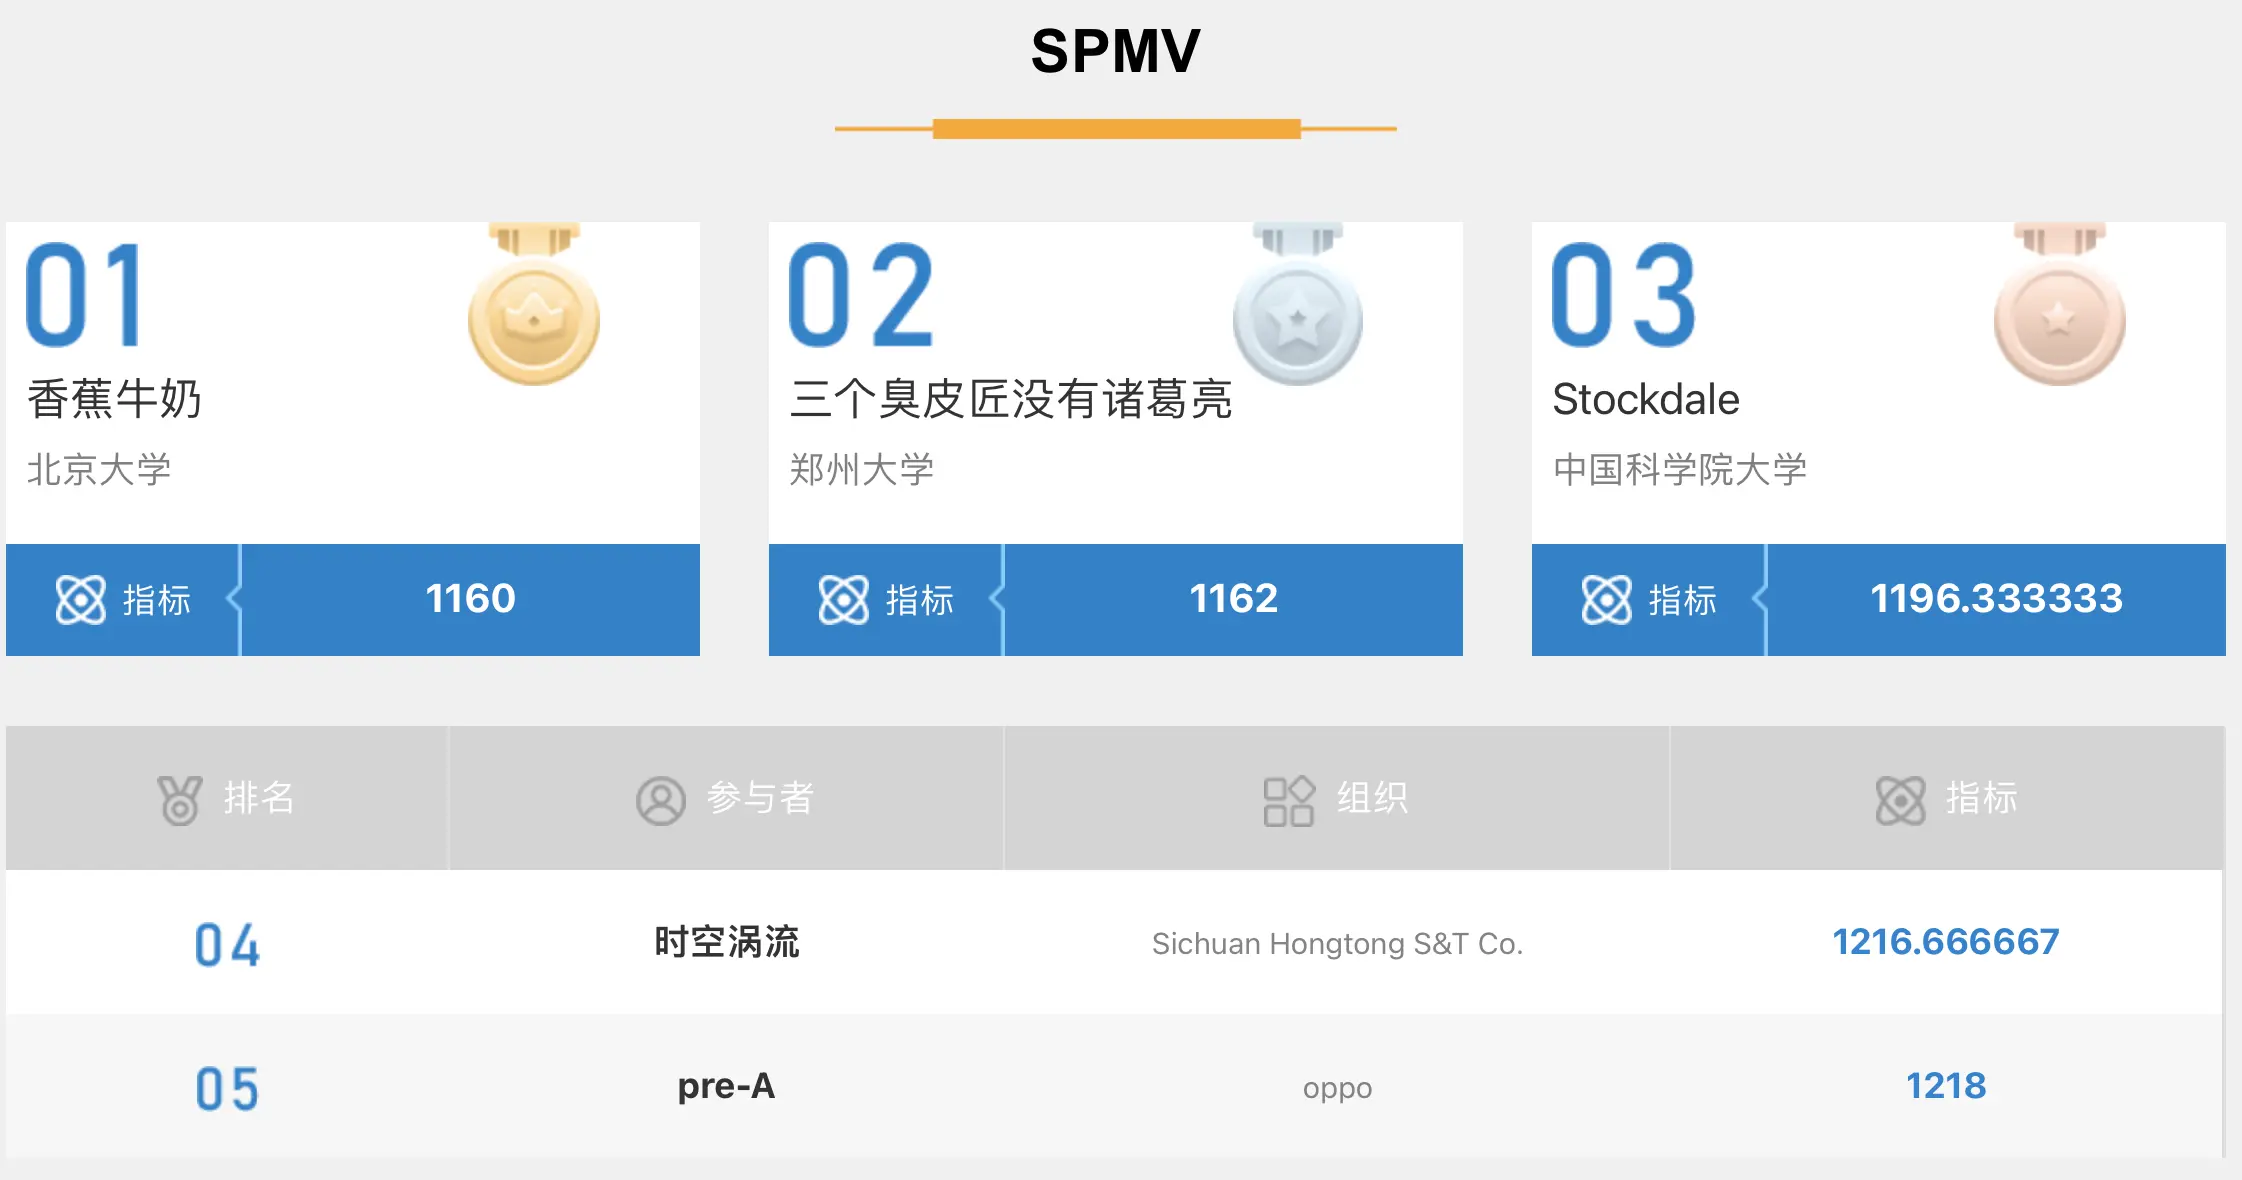 SPMV
01
香蕉牛奶
北京大学
指标 1160
02
三个臭皮匠没有诸葛亮
郑州大学
指标 1162
03
Stockdale
中国科学院大学
指标 1196.333333
排名 参与者 组织 指标
04 时空涡流 Sichuan Hongtong S&T Co. 1216.666667
05 pre-A oppo 1218